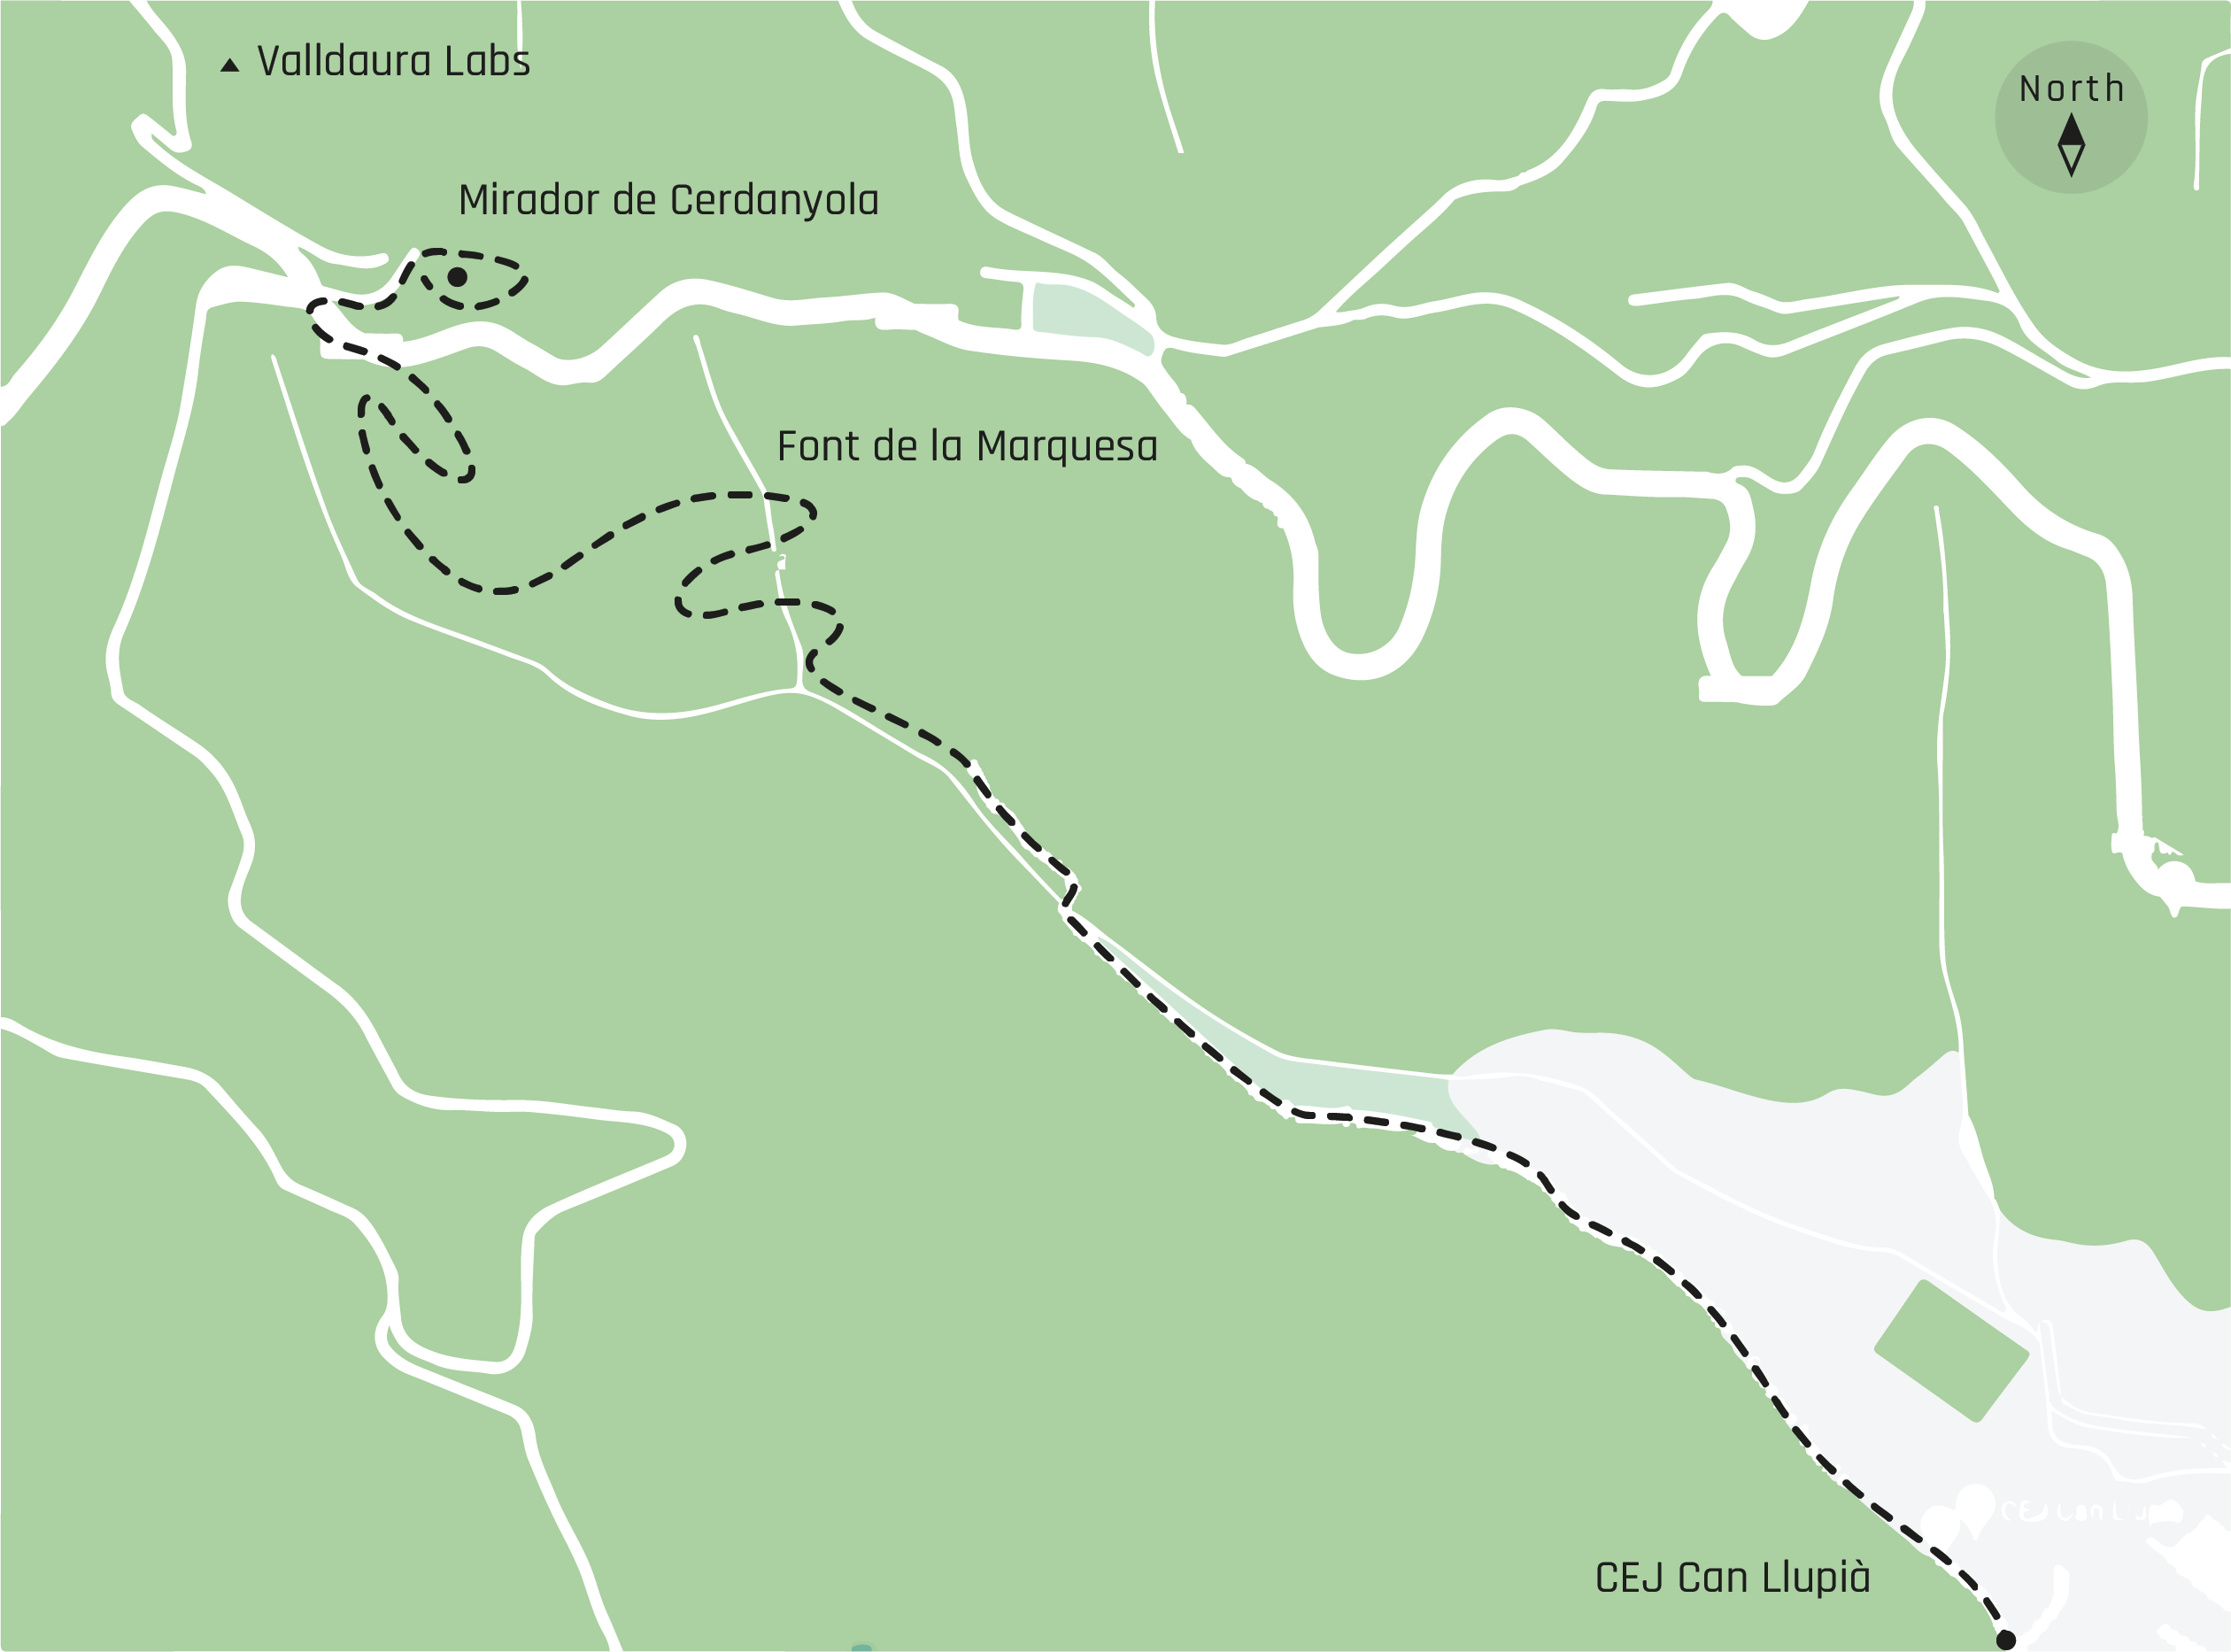 Valldaura Labs
North
Mirador de Cerdanyola
Font de la Marquesa
CEJ Can Llupià